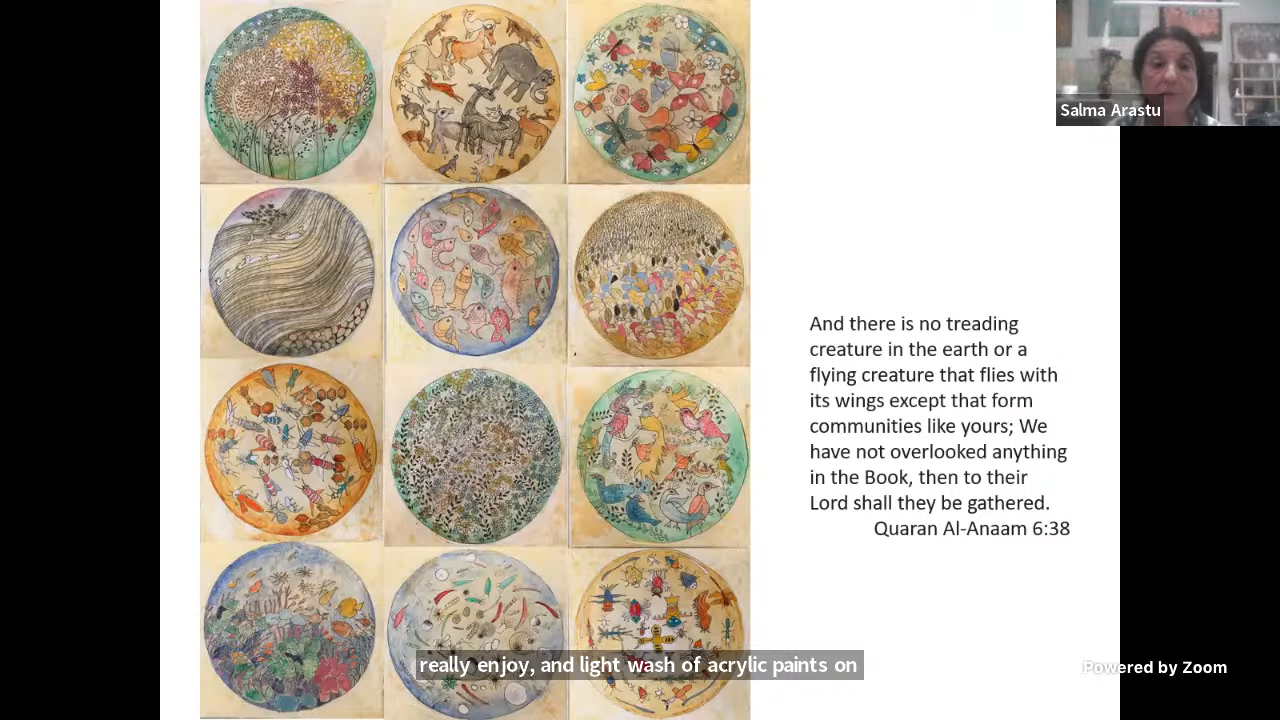 Salma Arastu
And there is no treading
creature in the earth or a
flying creature that flies with
its wings except that form
communities like yours; We
have not overlooked anything
in the Book, then to their
Lord shall they be gathered.
Quaran Al-Anaam 6:38
really enjoy, and light wash of acrylic paints on
Powered by Zoom